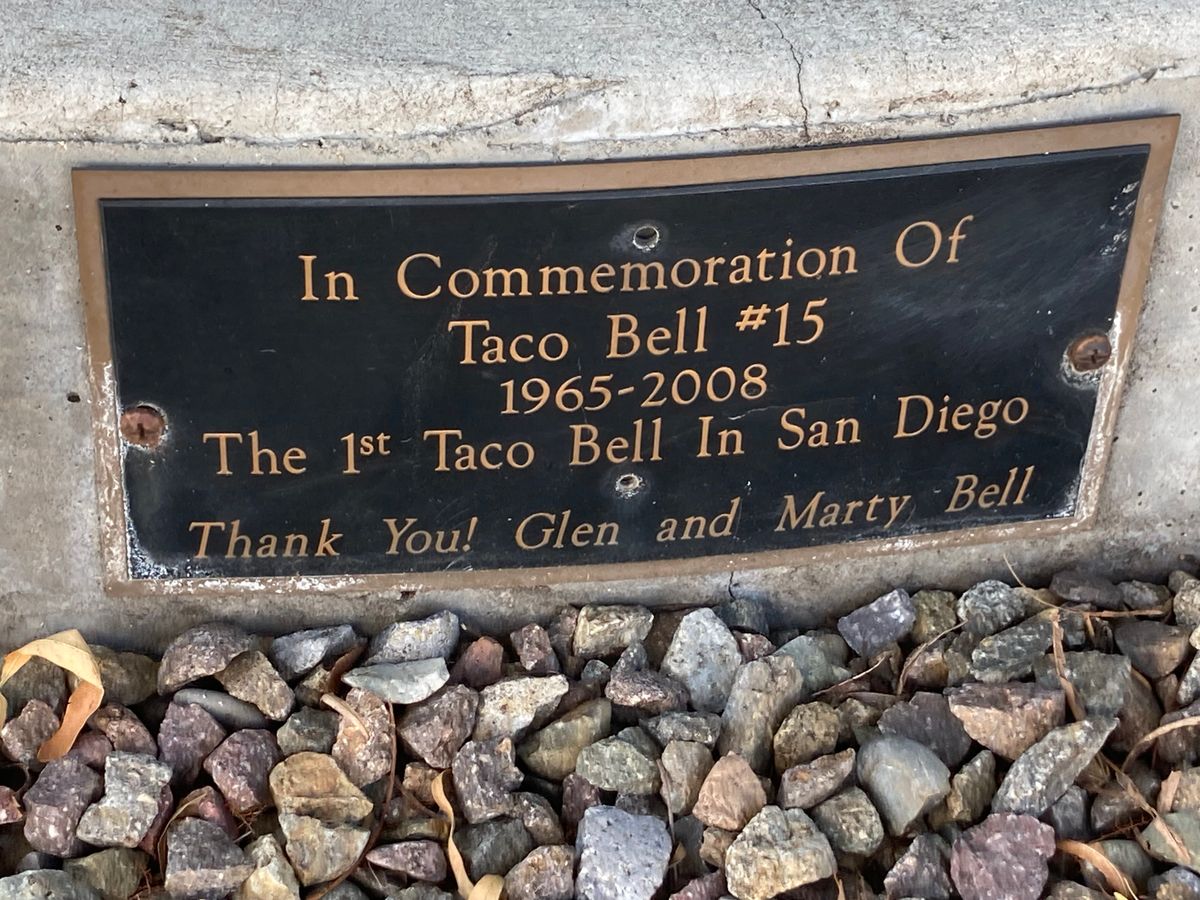 In Commemoration Of
Taco Bell #15
1965-2008
The 1st Taco Bell In San Diego
Thank You! Glen and Marty Bell